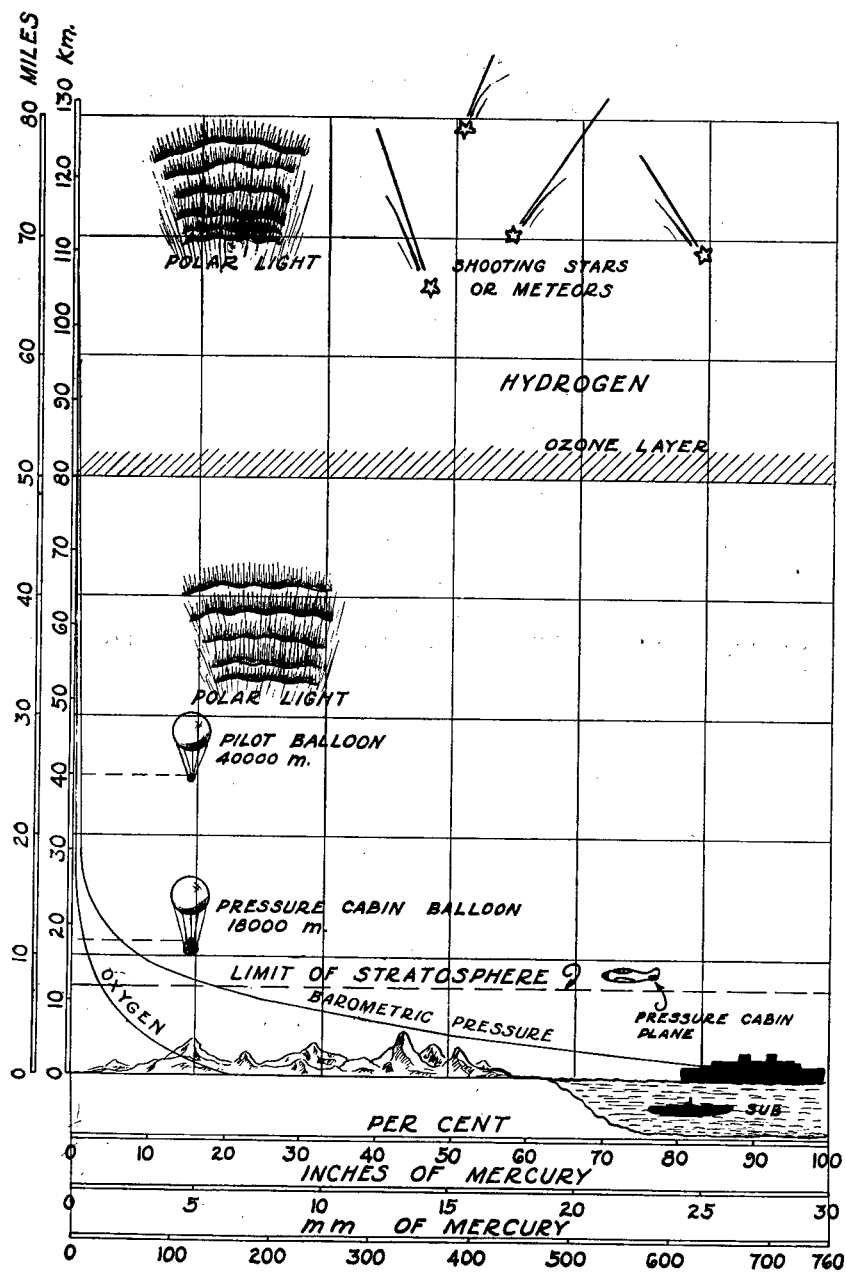 80 MILES
130 Km.
120
70
110
POLAR LIGHT
SHOOTING STARS
OR METEORS
100
60
HYDROGEN
90
OZONE LAYER
50
80
70
40
60
POLAR LIGHT
50
30
PILOT BALLOON
40000 m.
40
20
30
PRESSURE CABIN BALLOON
18000 m.
20
10
LIMIT OF STRATOSPHERE
10
OXYGEN
BAROMETRIC PRESSURE
PRESSURE CABIN
PLANE
0
0
SUB
PER CENT
0 10 20 30 40 50 60 70 80 90 100
INCHES OF MERCURY
0 5 10 15 20 25 30
mm OF MERCURY
0 100 200 300 400 500 600 700 760